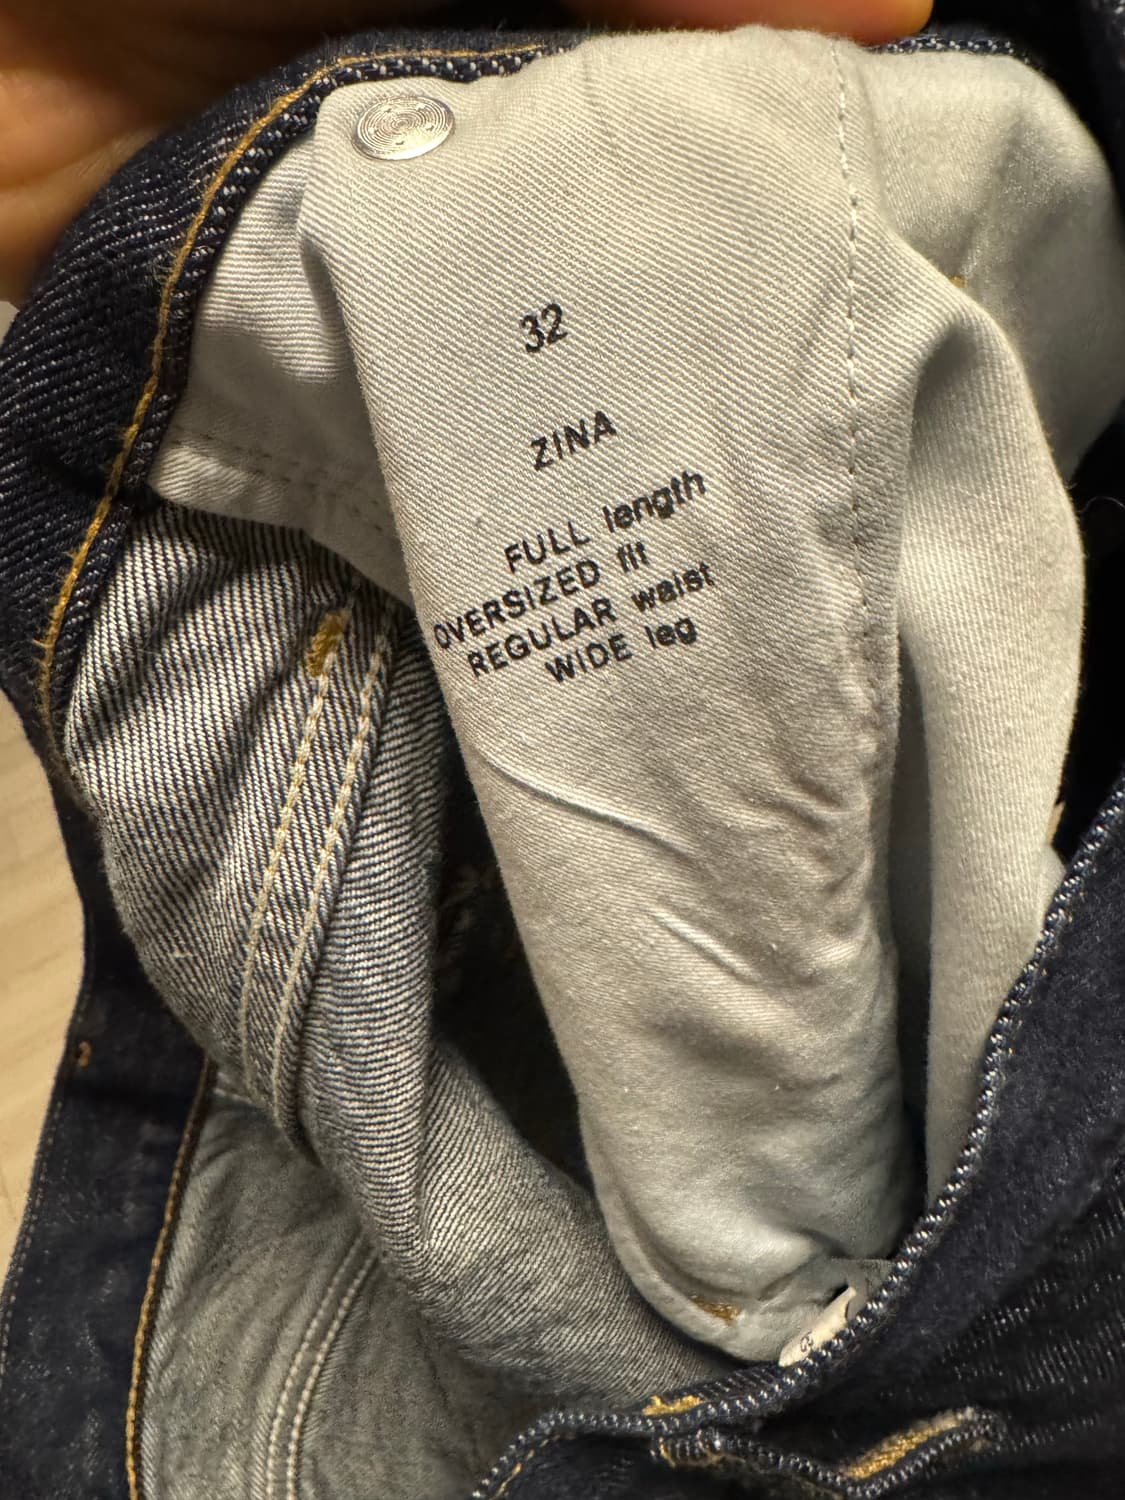 32
ZINA
FULL length
OVERSIZED fit
REGULAR waist
WIDE leg